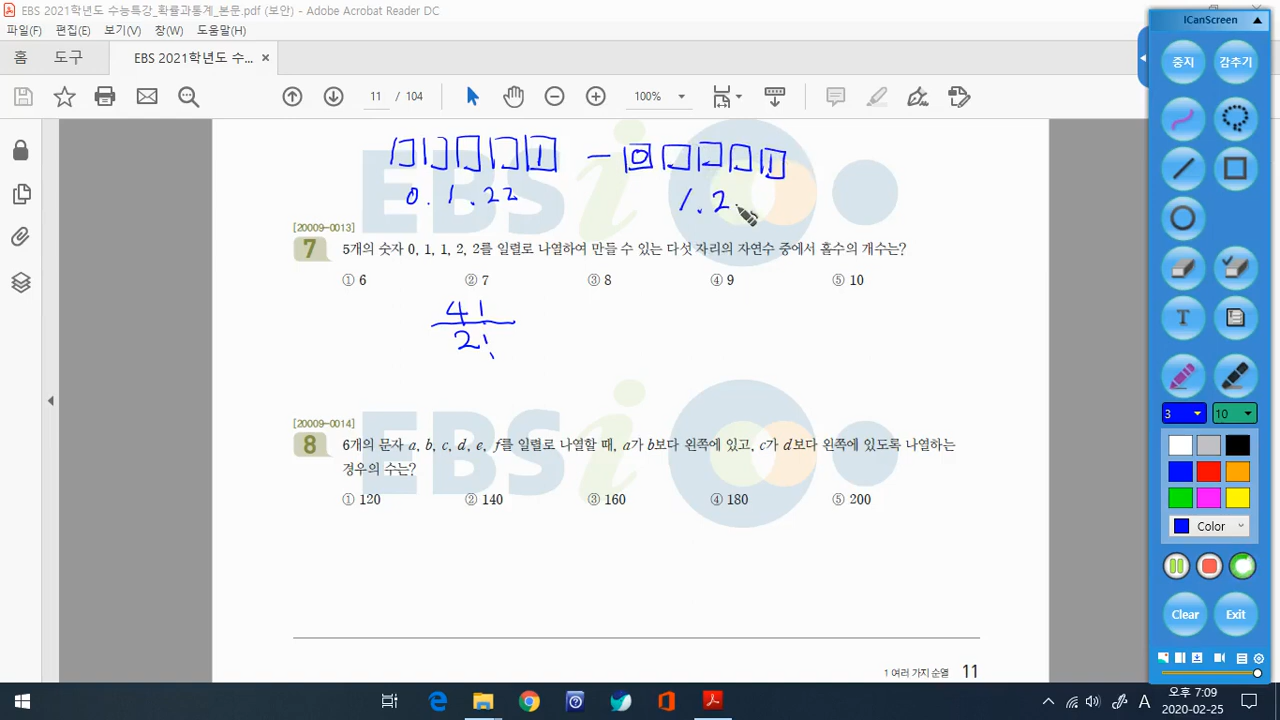 EBS 2021학년도 수능특강_확률과통계_본문.pdf (보안) - Adobe Acrobat Reader DC
파일(F) 편집(E) 보기(V) 창(W) 도움말(H)
홈 도구 EBS 2021학년도 수... ×
11 / 104 100%
1 - 0 1
0. 1. 22 1. 2
[20009-0013]
7 5개의 숫자 0, 1, 1, 2, 2를 일렬로 나열하여 만들 수 있는 다섯 자리의 자연수 중에서 홀수의 개수는?
① 6 ② 7 ③ 8 ④ 9 ⑤ 10
4!
2!
[20009-0014]
8 6개의 문자 a, b, c, d, e, f를 일렬로 나열할 때, a가 b보다 왼쪽에 있고, c가 d보다 왼쪽에 있도록 나열하는
경우의 수는?
① 120 ② 140 ③ 160 ④ 180 ⑤ 200
EBSi
EBSi
1 여러 가지 순열 11
ICanScreen
중지 감추기
T
3 10
Color
Clear Exit
A 오후 7:09
2020-02-25